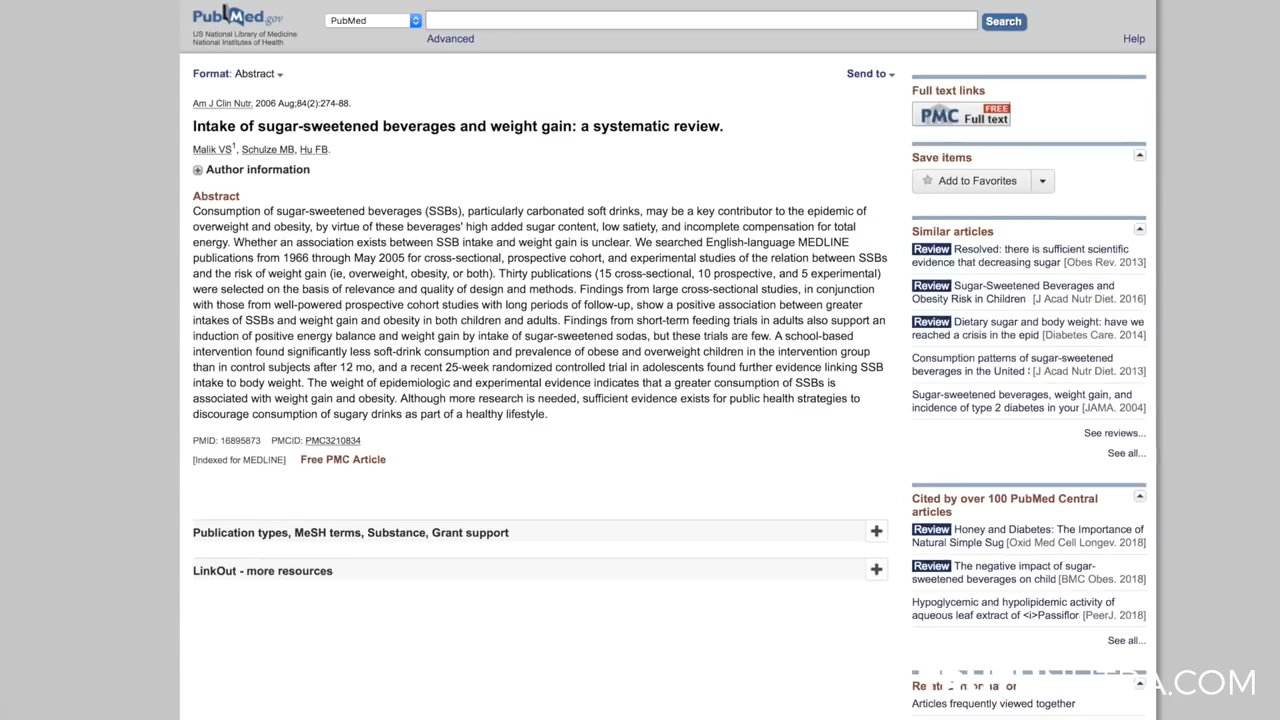 PubMed.gov
US National Library of Medicine
National Institutes of Health
PubMed
Search
Advanced
Help
Format: Abstract
Send to
Am J Clin Nutr. 2006 Aug;84(2):274-88.
Intake of sugar-sweetened beverages and weight gain: a systematic review.
Malik VS1, Schulze MB, Hu FB.
Author information
Abstract
Consumption of sugar-sweetened beverages (SSBs), particularly carbonated soft drinks, may be a key contributor to the epidemic of
overweight and obesity, by virtue of these beverages' high added sugar content, low satiety, and incomplete compensation for total
energy. Whether an association exists between SSB intake and weight gain is unclear. We searched English-language MEDLINE
publications from 1966 through May 2005 for cross-sectional, prospective cohort, and experimental studies of the relation between SSBs
and the risk of weight gain (ie, overweight, obesity, or both). Thirty publications (15 cross-sectional, 10 prospective, and 5 experimental)
were selected on the basis of relevance and quality of design and methods. Findings from large cross-sectional studies, in conjunction
with those from well-powered prospective cohort studies with long periods of follow-up, show a positive association between greater
intakes of SSBs and weight gain and obesity in both children and adults. Findings from short-term feeding trials in adults also support an
induction of positive energy balance and weight gain by intake of sugar-sweetened sodas, but these trials are few. A school-based
intervention found significantly less soft-drink consumption and prevalence of obese and overweight children in the intervention group
than in control subjects after 12 mo, and a recent 25-week randomized controlled trial in adolescents found further evidence linking SSB
intake to body weight. The weight of epidemiologic and experimental evidence indicates that a greater consumption of SSBs is
associated with weight gain and obesity. Although more research is needed, sufficient evidence exists for public health strategies to
discourage consumption of sugary drinks as part of a healthy lifestyle.
PMID: 16895873 PMCID: PMC3210834
[Indexed for MEDLINE] Free PMC Article
Publication types, MeSH terms, Substance, Grant support
LinkOut - more resources
Full text links
PMC FREE Full text
Save items
Add to Favorites
Similar articles
Review Resolved: there is sufficient scientific
evidence that decreasing sugar [Obes Rev. 2013]
Review Sugar-Sweetened Beverages and
Obesity Risk in Children [J Acad Nutr Diet. 2016]
Review Dietary sugar and body weight: have we
reached a crisis in the epid [Diabetes Care. 2014]
Consumption patterns of sugar-sweetened
beverages in the United : [J Acad Nutr Diet. 2013]
Sugar-sweetened beverages, weight gain, and
incidence of type 2 diabetes in your [JAMA. 2004]
See reviews...
See all...
Cited by over 100 PubMed Central
articles
Review Honey and Diabetes: The Importance of
Natural Simple Sug [Oxid Med Cell Longev. 2018]
Review The negative impact of sugar-
sweetened beverages on child [BMC Obes. 2018]
Hypoglycemic and hypolipidemic activity of
aqueous leaf extract of <i>Passiflor [PeerJ. 2018]
See all...
Related information
Articles frequently viewed together